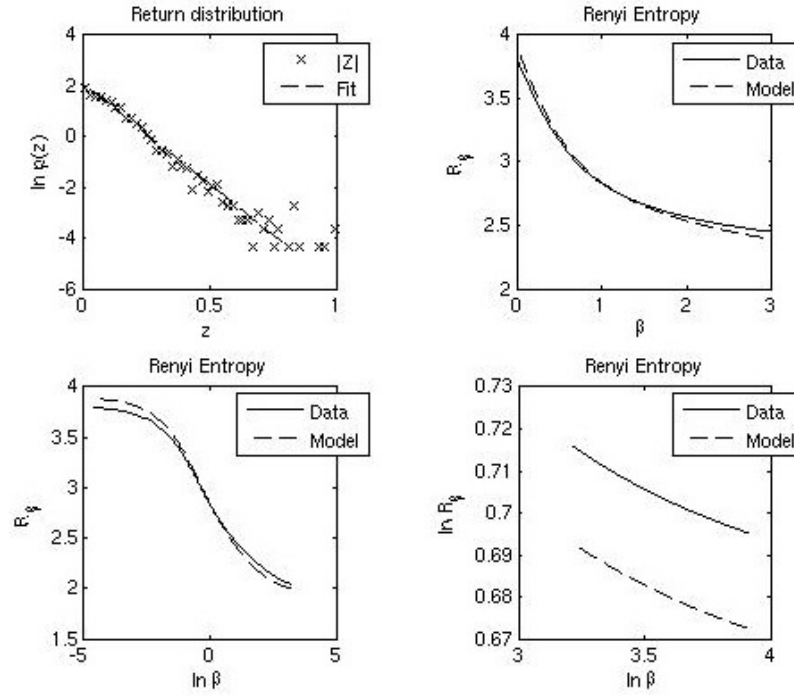 Return distribution
2
0
-2
-4
-6
0
0.5
1
z
ln φ(z)
|Z|
Fit
Renyi Entropy
4
3.5
3
2.5
2
0
1
2
3
β
Data
Model
Renyi Entropy
4
3.5
3
2.5
2
1.5
-5
0
5
ln β
Data
Model
Renyi Entropy
0.73
0.72
0.71
0.7
0.69
0.68
0.67
3
3.5
4
ln β
Data
Model